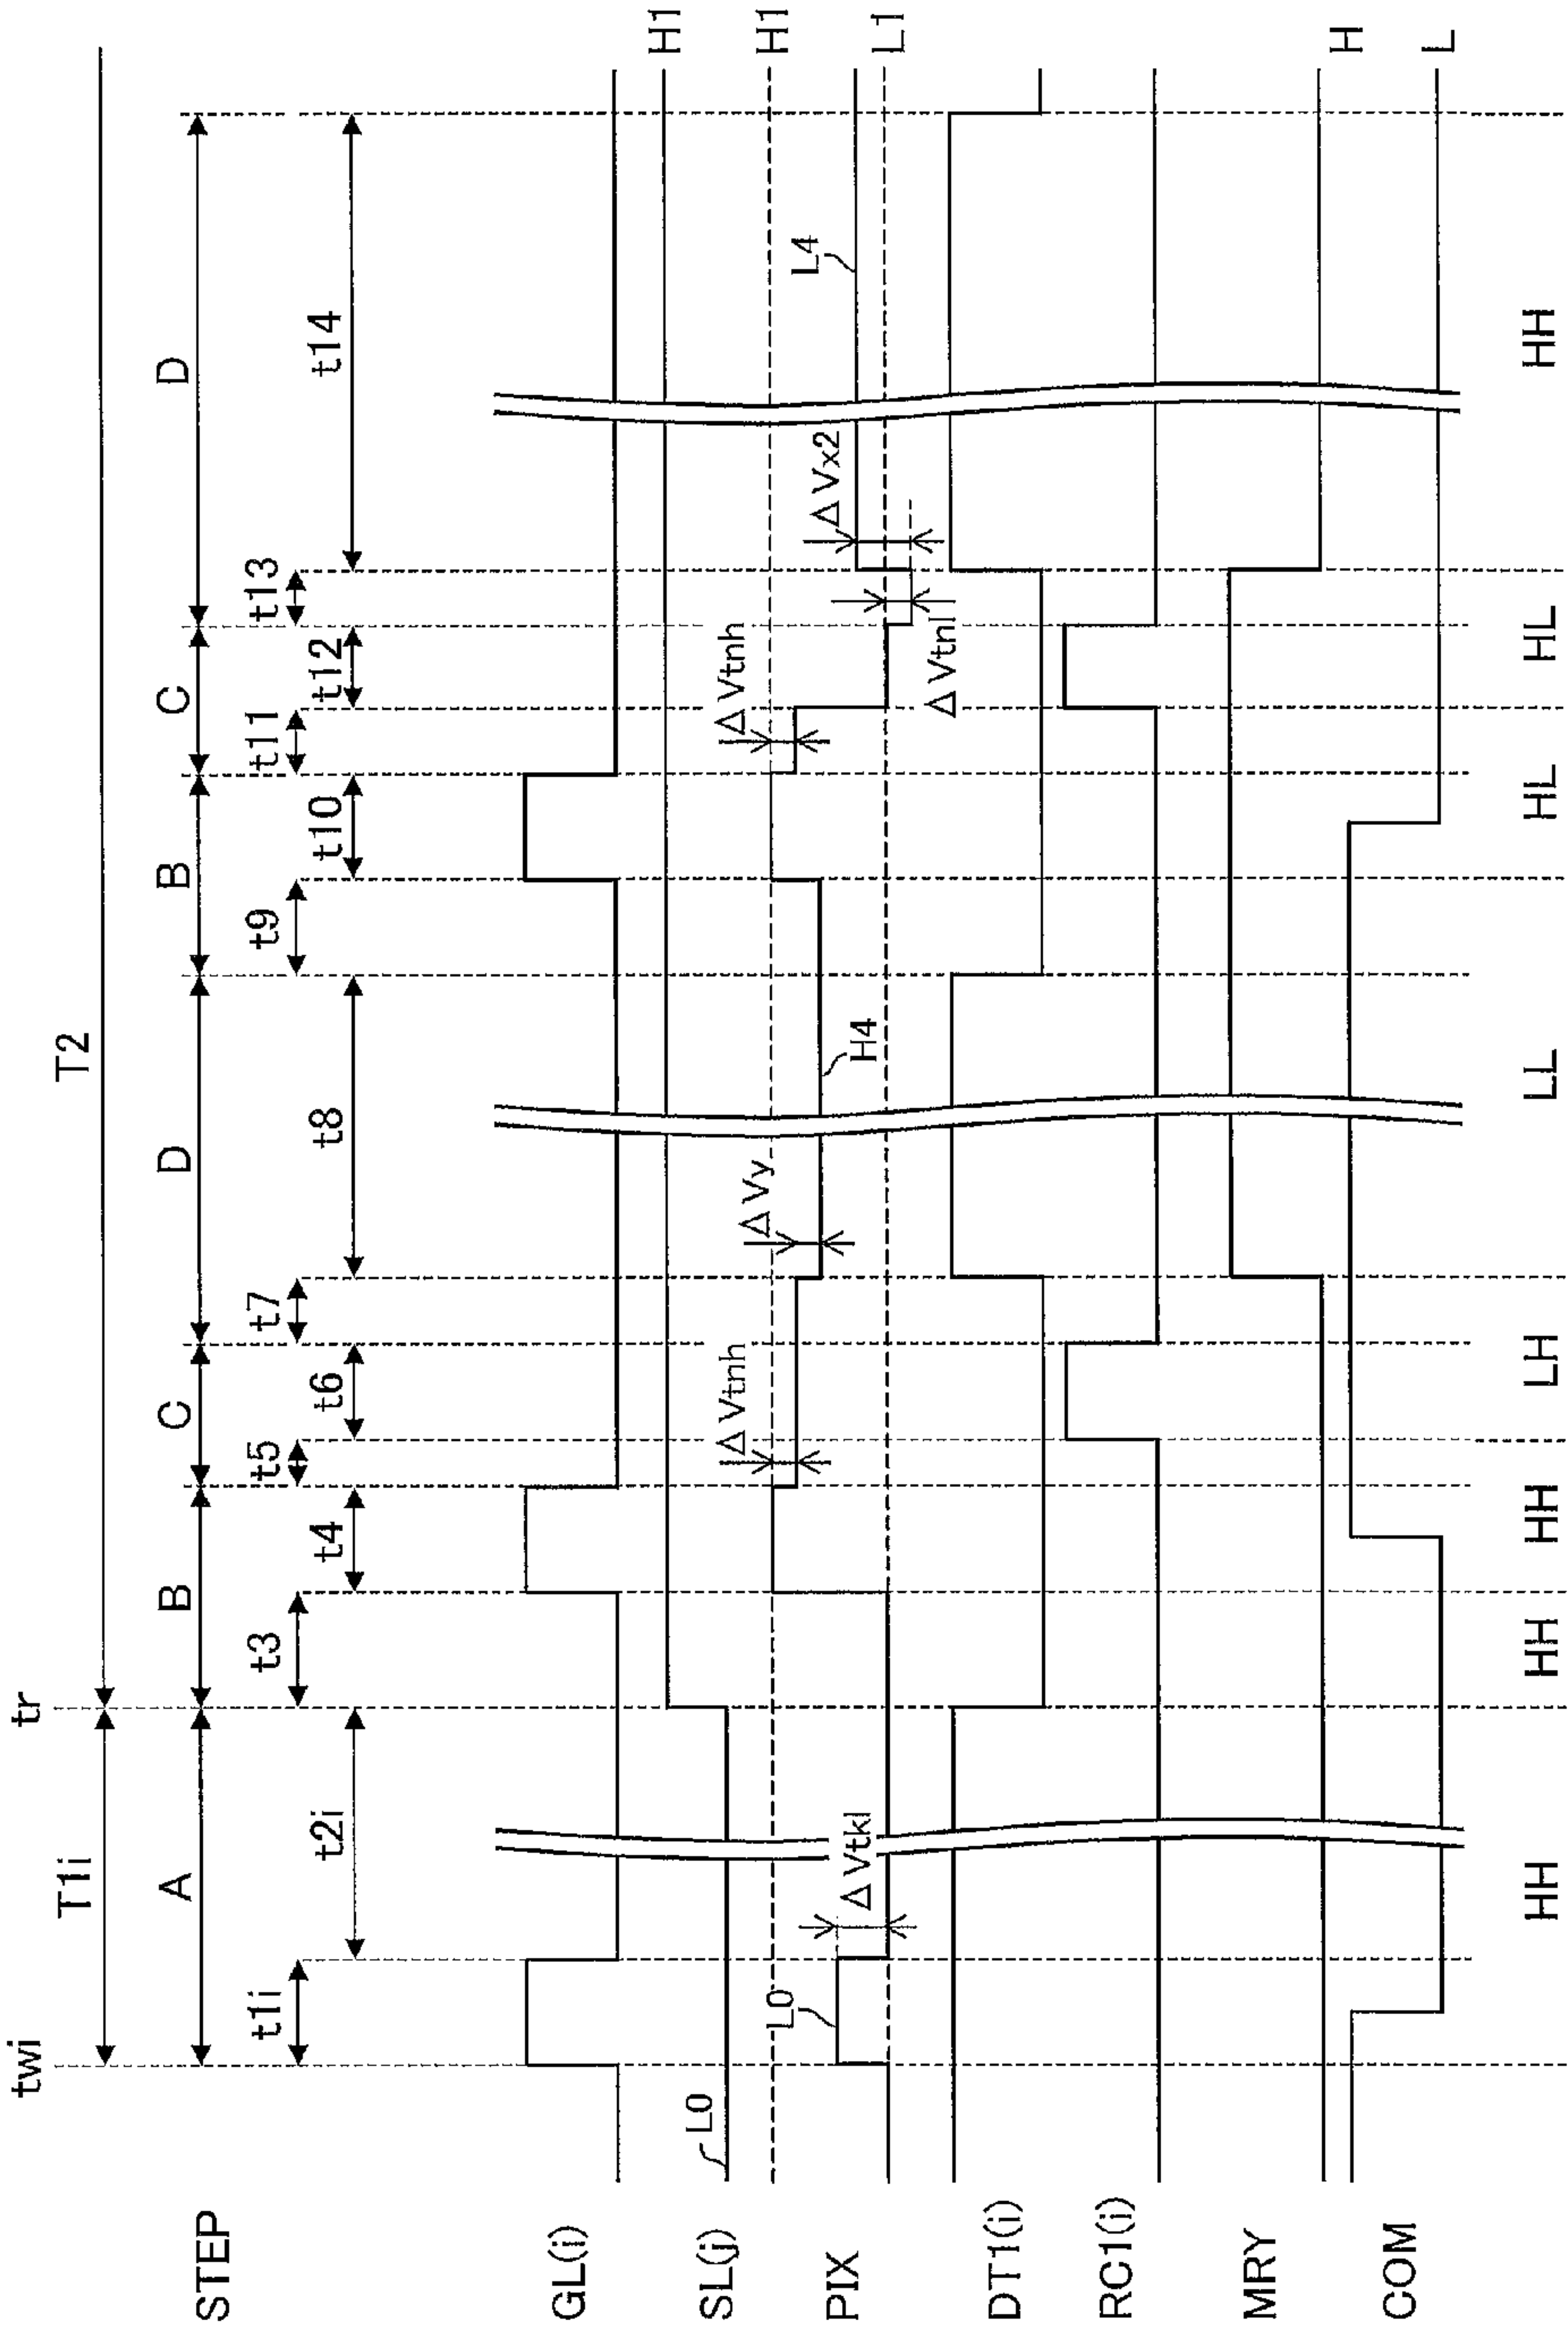 twi tr
T1i T2
STEP A B C D B C D
t1i t3 t5 t7 t9 t11 t13
t2i t4 t6 t8 t10 t12 t14
GL(i)
SL(j) L0 H1
PIX L0 ΔVtkl ΔVtnh ΔVy H4 ΔVtnh ΔVtnl ΔVx2 L4 H1 L1
DT1(i)
RC1(i)
MRY
COM H L
HH HH HH LH LL HL HL HH